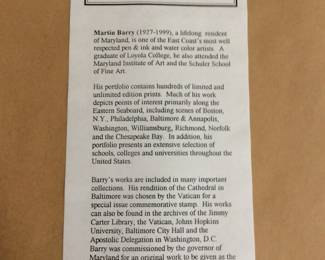 Martin Barry (1927-1999), a lifelong resident
of Maryland, is one of the East Coast's most well
respected pen & ink and water color artists. A
graduate of Loyola College, he also attended the
Maryland Institute of Art and the Schuler School
of Fine Art.
His portfolio contains hundreds of limited and
unlimited edition prints. Much of his work
depicts points of interest primarily along the
Eastern Seaboard, including scenes of Boston,
N.Y., Philadelphia, Baltimore & Annapolis,
Washington, Williamsburg, Richmond, Norfolk
and the Chesapeake Bay. In addition, his
portfolio presents an extensive selection of
schools, colleges and universities throughout the
United States.
Barry's works are included in many important
collections. His rendition of the Cathedral in
Baltimore was chosen by the Vatican for a
special issue commemorative stamp. His works
can also be found in the archives of the Jimmy
Carter Library, the Vatican, Johns Hopkins
University, Baltimore City Hall and the
Apostolic Delegation in Washington, D.C.
Barry was commissioned by the governor of
Maryland for an original work to be given as the